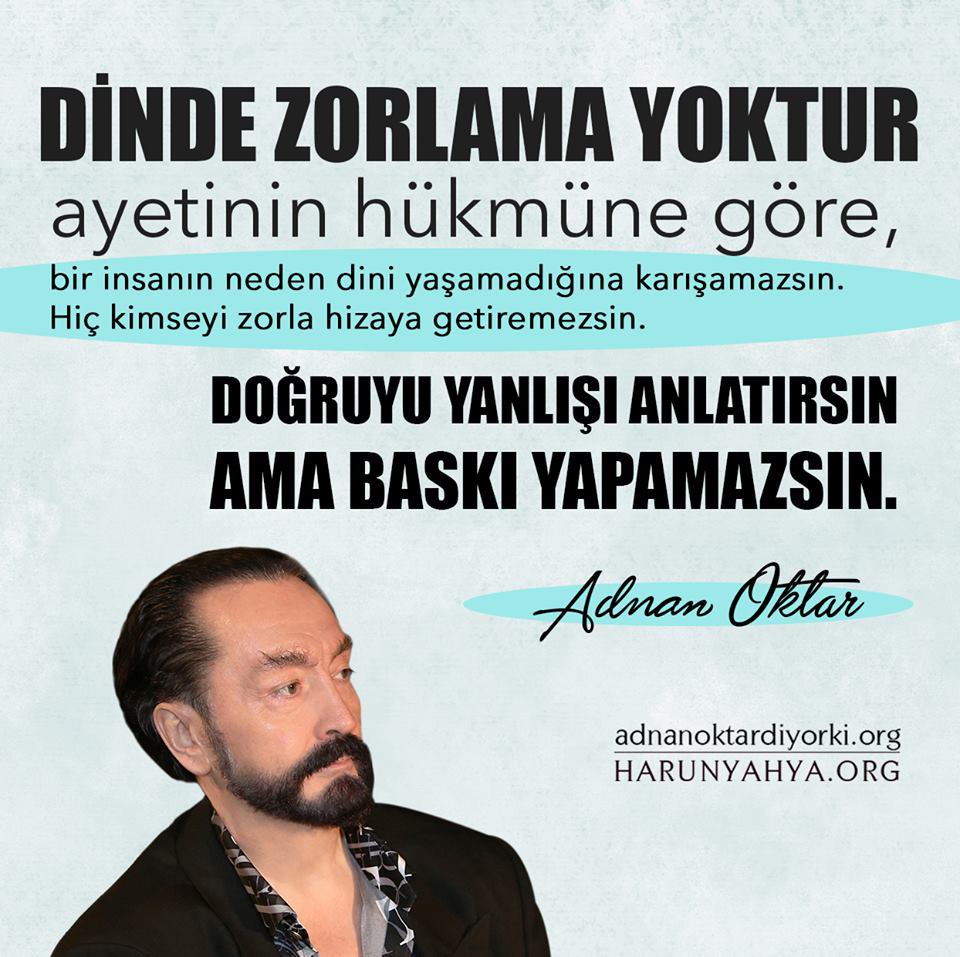 DİNDE ZORLAMA YOKTUR
ayetinin hükmüne göre,
bir insanın neden dini yaşamadığına karışamazsın.
Hiç kimseyi zorla hizaya getiremezsin.
DOĞRUYU YANLIŞI ANLATIRSIN
AMA BASKI YAPAMAZSIN.
Adnan Oktar
adnanoktardiyorki.org
HARUNYAHYA.ORG